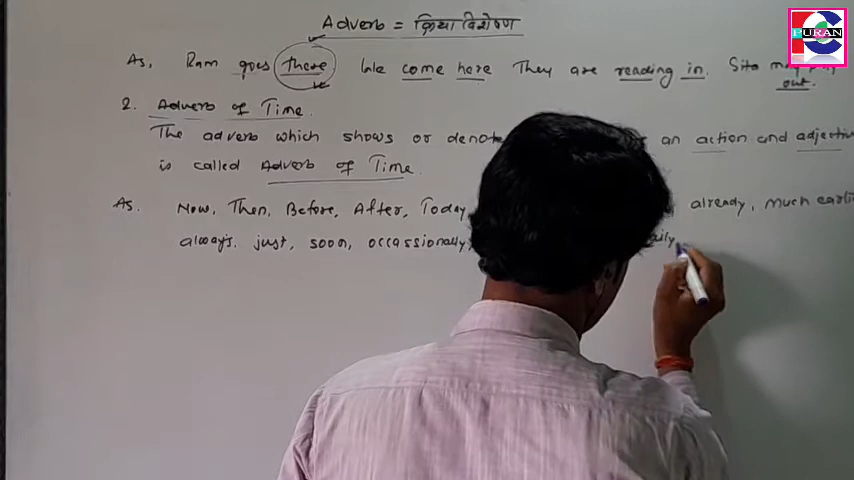 PURAN
Adverb = क्रिया विशेषण
As, Ram goes there We come here They are reading in. Sita may
out.
2. Adverb of Time.
The adverb which shows or denote an action and adjective
is called Adverb of Time.
As. Now, Then, Before, After, Today already, much
always. just, soon, occassionally,